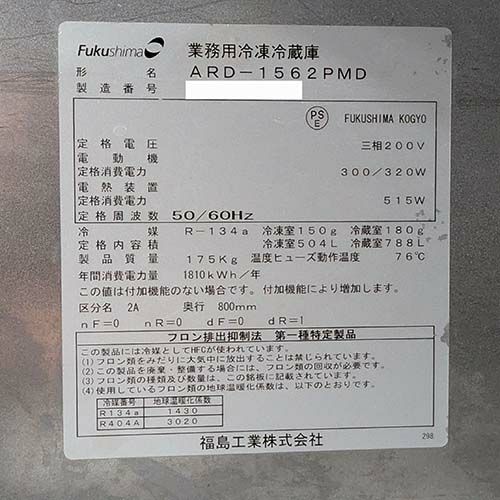 Fukushima 業務用冷凍冷蔵庫
形名 ARD-1562PMD
製造番号
PS E FUKUSHIMA KOGYO
定格電圧 三相200V
電動機
定格消費電力 300/320W
電熱装置
定格消費電力 515W
定格周波数 50/60Hz
冷媒 R-134a 冷凍室150g 冷蔵室180g
定格内容積 冷凍室504L 冷蔵室788L
製品質量 175Kg 温度ヒューズ動作温度 76℃
年間消費電力量 1810kWh/年
この値は付加機能のない場合です。付加機能により増加します。
区分名 2A 奥行 800mm
nF=0 nR=0 dF=0 dR=1
フロン排出抑制法 第一種特定製品
この製品には冷媒としてHFCが使われています。
(1)フロン類をみだりに大気中に放出することは禁じられています。
(2)この製品を廃棄・整備する場合には、フロン類の回収が必要です。
(3)フロン類の種類及び数量は、この銘板に記載されています。
(4)使用しているフロン類の地球温暖化係数は、以下のとおりです。
冷媒番号 地球温暖化係数
R134a 1430
R404A 3020
福島工業株式会社
298